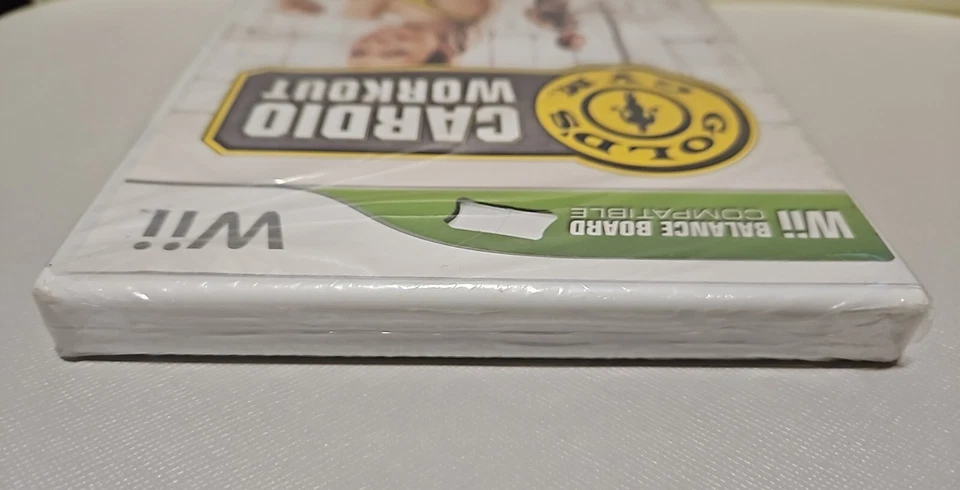 Wii
Wii BALANCE BOARD
COMPATIBLE
GOLD'S GYM
CARDIO
WORKOUT